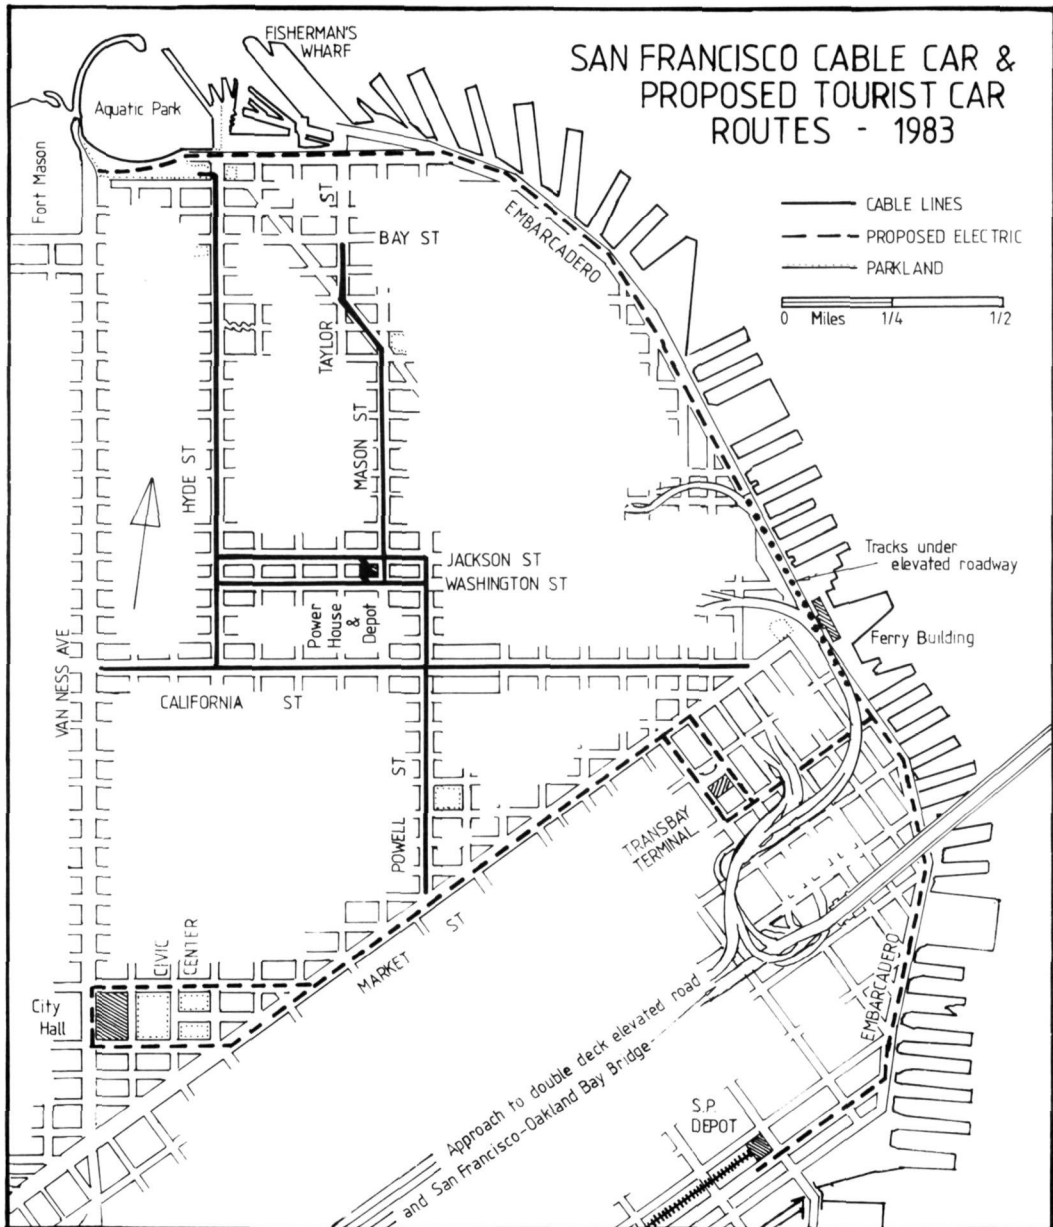 SAN FRANCISCO CABLE CAR &
PROPOSED TOURIST CAR
ROUTES - 1983
CABLE LINES
PROPOSED ELECTRIC
PARKLAND
0 Miles 1/4 1/2
FISHERMAN'S
WHARF
Aquatic Park
Fort Mason
ST
BAY ST
EMBARCADERO
TAYLOR
MASON ST
HYDE ST
JACKSON ST
WASHINGTON ST
Tracks under
elevated roadway
Power
House
&
Depot
Ferry Building
VAN NESS AVE
CALIFORNIA ST
POWELL ST
TRANSBAY
TERMINAL
MARKET ST
CIVIC
CENTER
City
Hall
EMBARCADERO
Approach to double deck elevated road
and San Francisco-Oakland Bay Bridge
S.P.
DEPOT